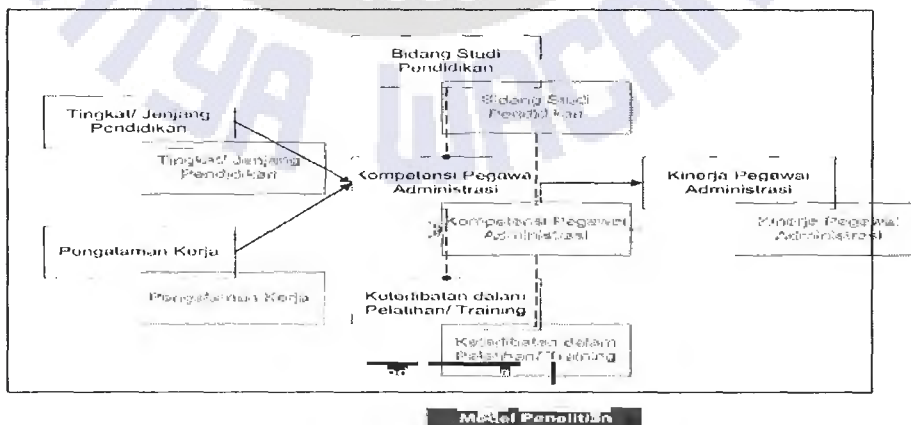 Bidang Studi
Pendidikan
Bidang Studi
Pendidikan
Tingkat/ Jenjang
Pendidikan
Tingkat/ Jenjang
Pendidikan
Kompetensi Pegawai
Administrasi
Kinerja Pegawai
Administrasi
Kompetensi Pegawai
Administrasi
Kinerja Pegawai
Administrasi
Pengalaman Kerja
Pengalaman Kerja
Keterlibatan dalam
Pelatihan/ Training
Keterlibatan dalam
Pelatihan/ Training
Model Penelitian